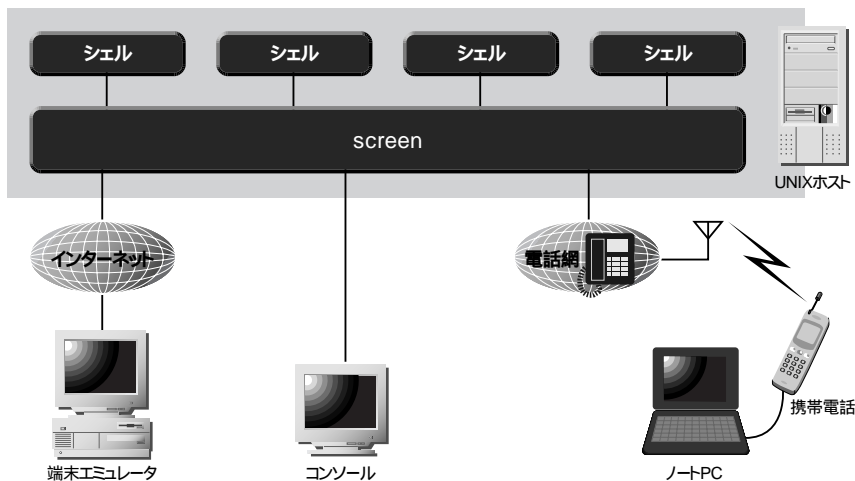 シェル
シェル
シェル
シェル
screen
UNIXホスト
インターネット
電話網
携帯電話
端末エミュレータ
コンソール
ノートPC